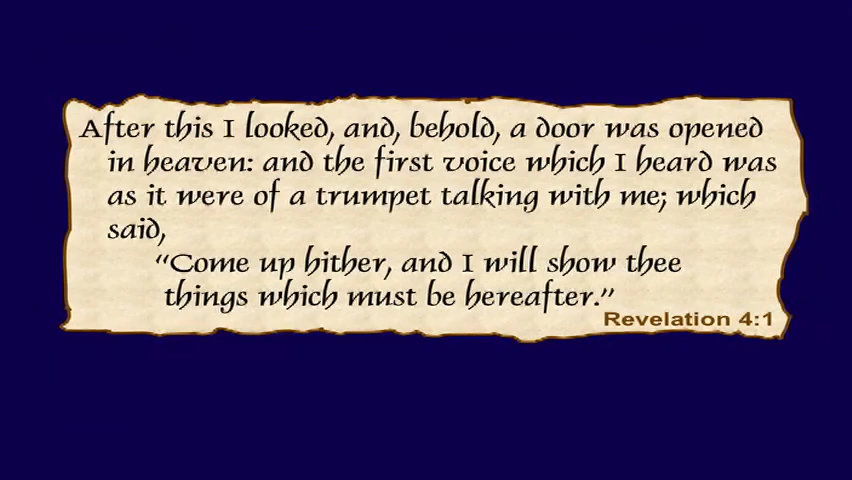 After this I looked, and, behold, a door was opened
in heaven: and the first voice which I heard was
as it were of a trumpet talking with me; which
said,
“Come up hither, and I will show thee
things which must be hereafter.”
Revelation 4:1